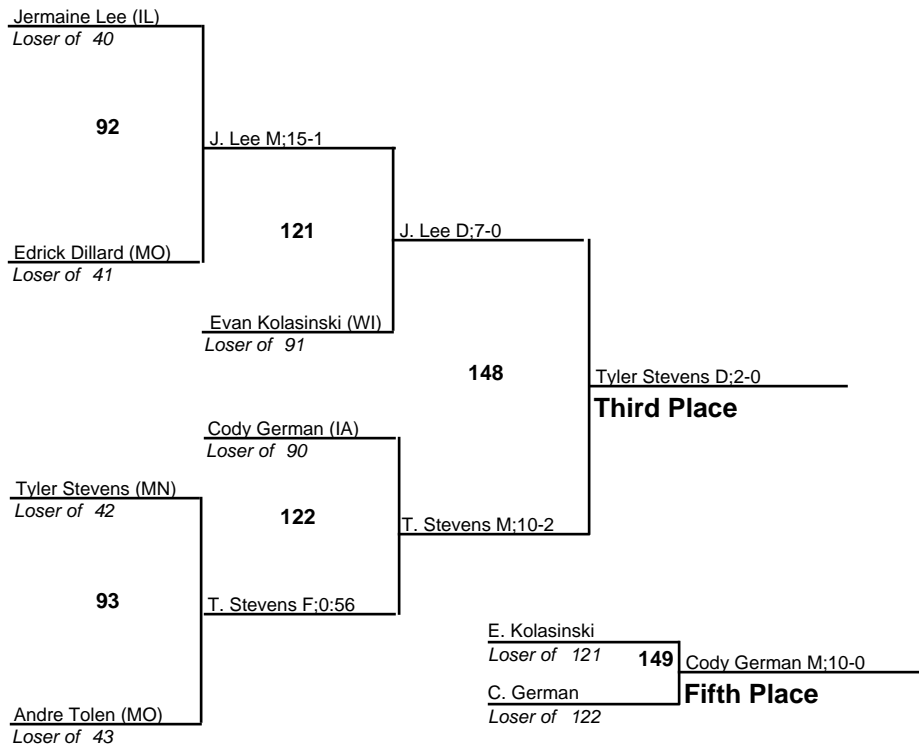 Jermaine Lee (IL)
Loser of 40
92
J. Lee M;15-1
121
J. Lee D;7-0
Edrick Dillard (MO)
Loser of 41
Evan Kolasinski (WI)
Loser of 91
148
Tyler Stevens D;2-0
Third Place
Cody German (IA)
Loser of 90
Tyler Stevens (MN)
Loser of 42
122
T. Stevens M;10-2
93
T. Stevens F;0:56
E. Kolasinski
Loser of 121
149
Cody German M;10-0
Fifth Place
C. German
Loser of 122
Andre Tolen (MO)
Loser of 43